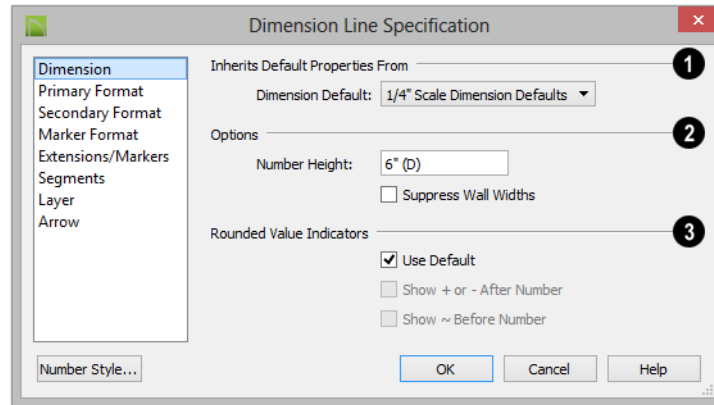 Dimension Line Specification
Dimension
Primary Format
Secondary Format
Marker Format
Extensions/Markers
Segments
Layer
Arrow
Inherits Default Properties From
1
Dimension Default: 1/4" Scale Dimension Defaults
Options
2
Number Height: 6" (D)
Suppress Wall Widths
Rounded Value Indicators
3
Use Default
Show + or - After Number
Show ~ Before Number
Number Style...
OK
Cancel
Help